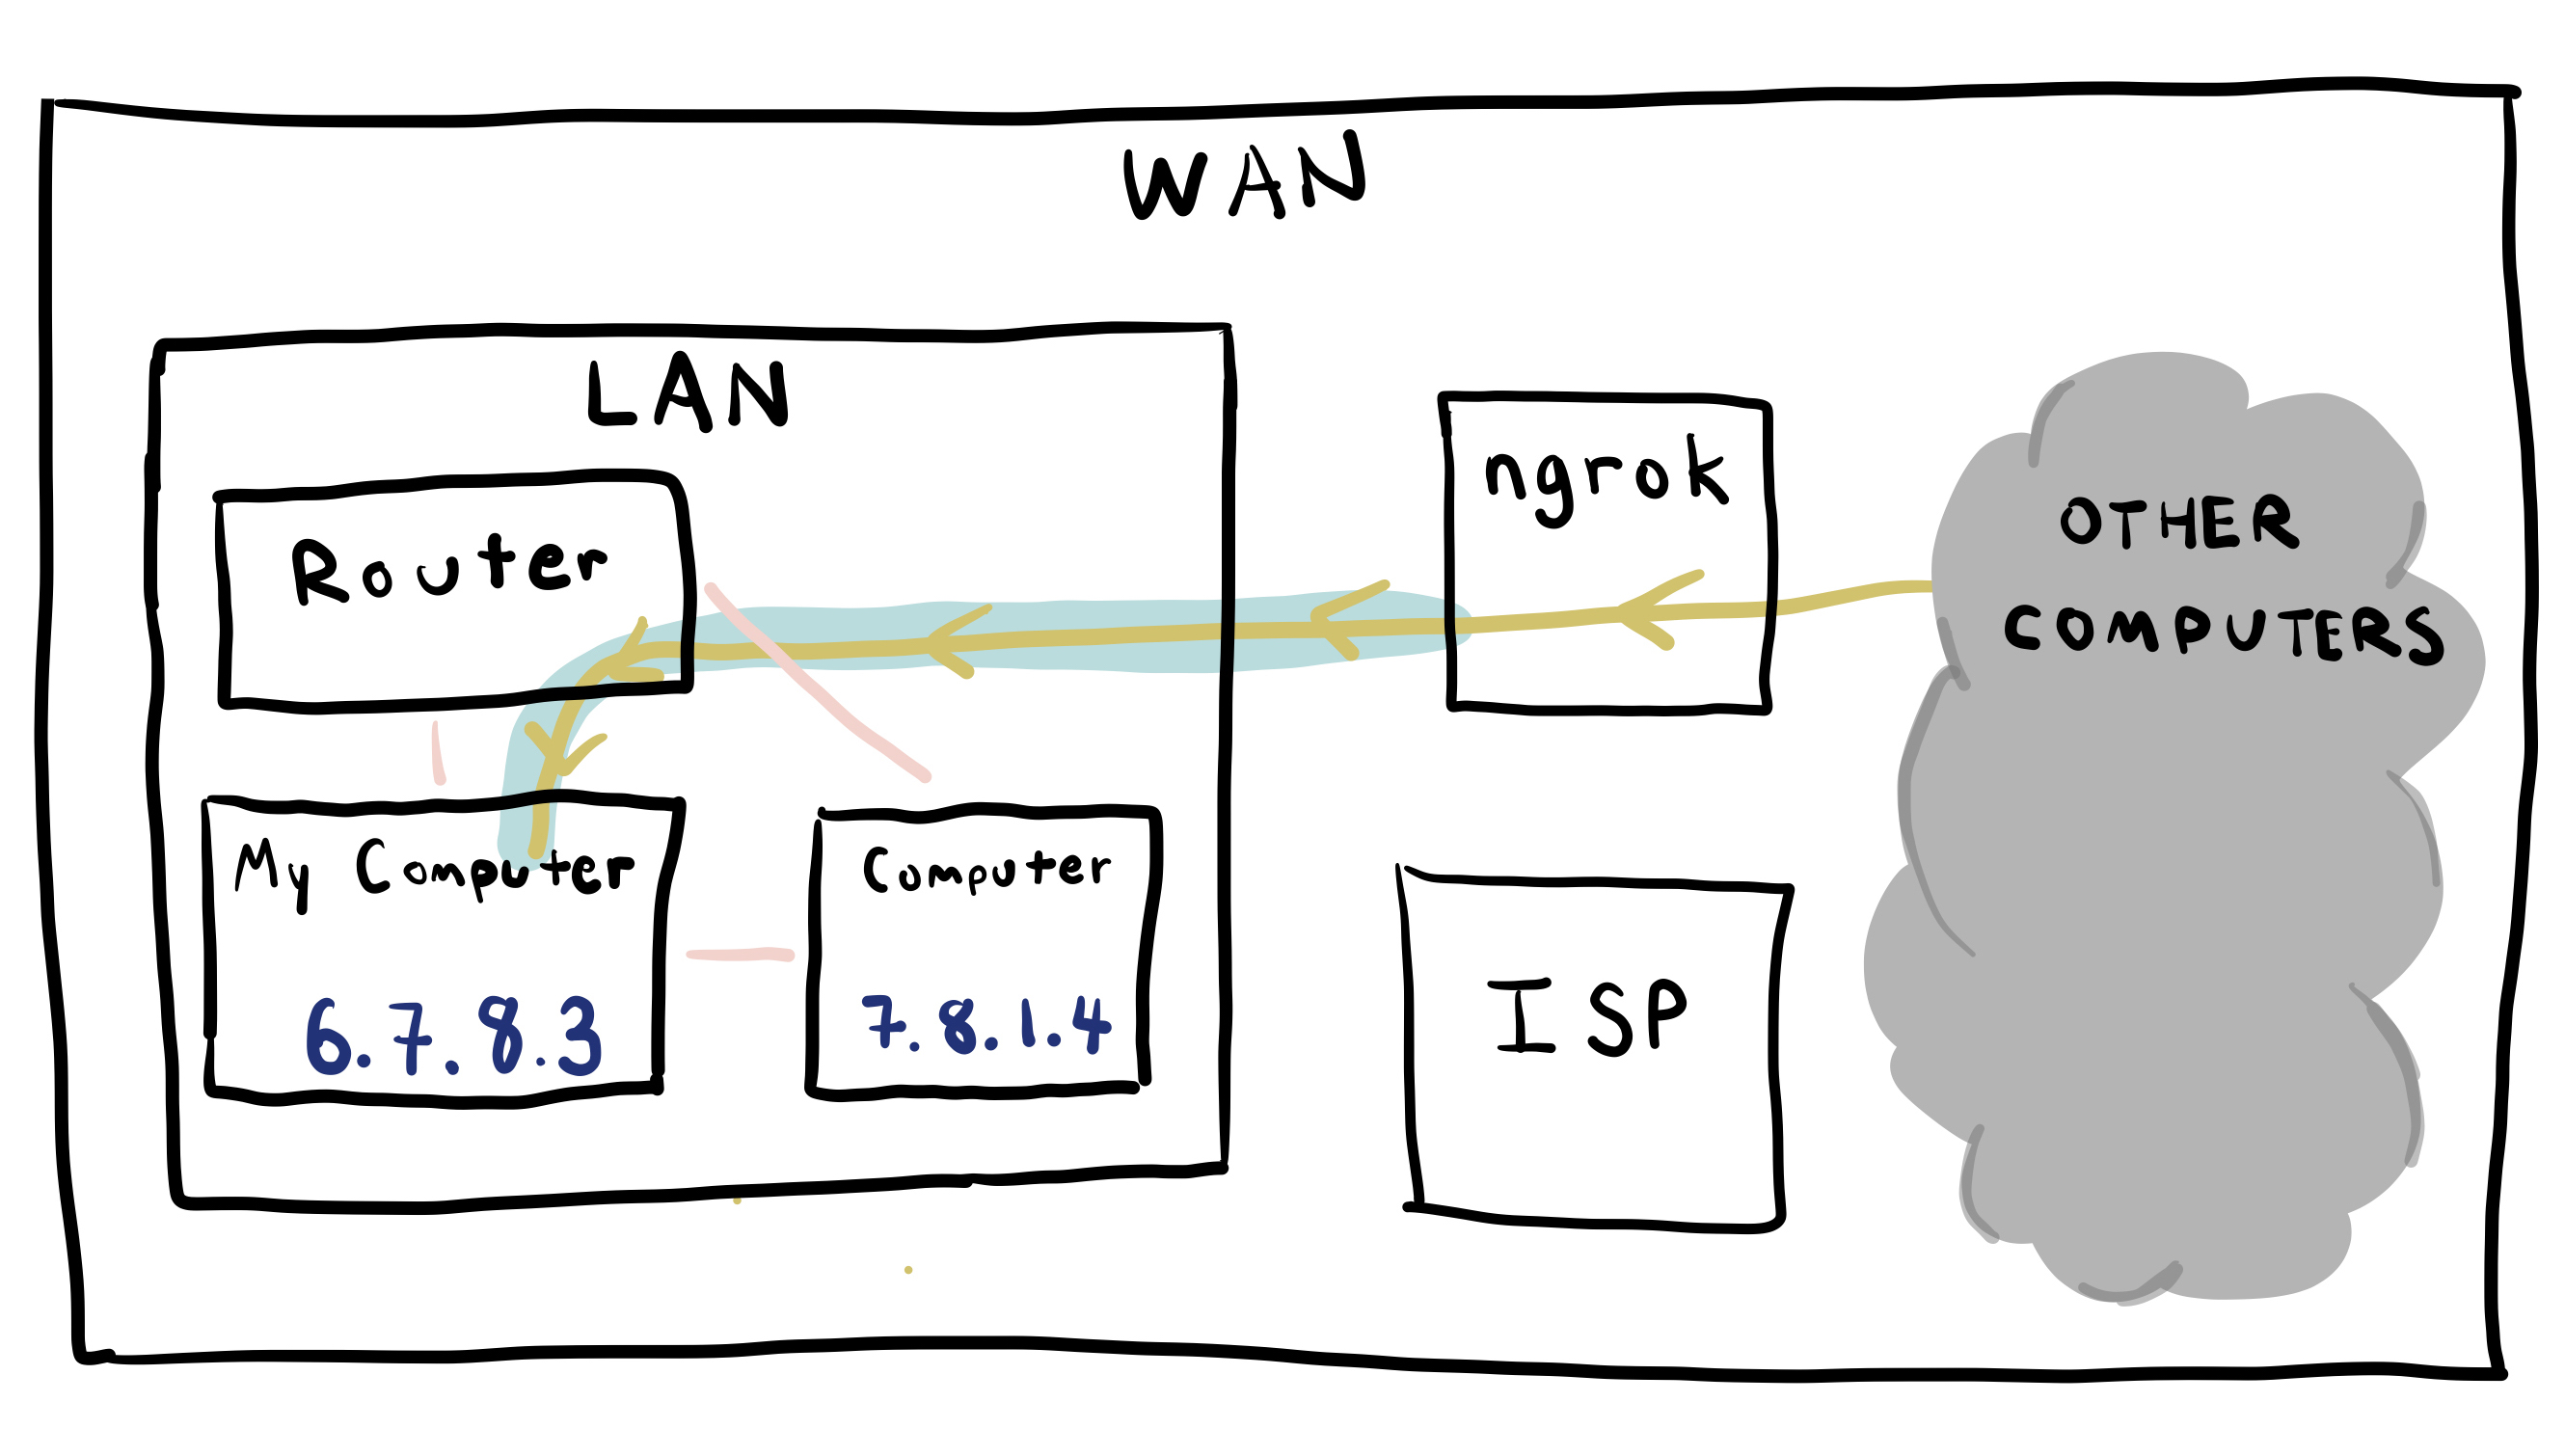 WAN
LAN
Router
ngrok
OTHER
COMPUTERS
My Computer
6.7.8.3
Computer
7.8.1.4
ISP